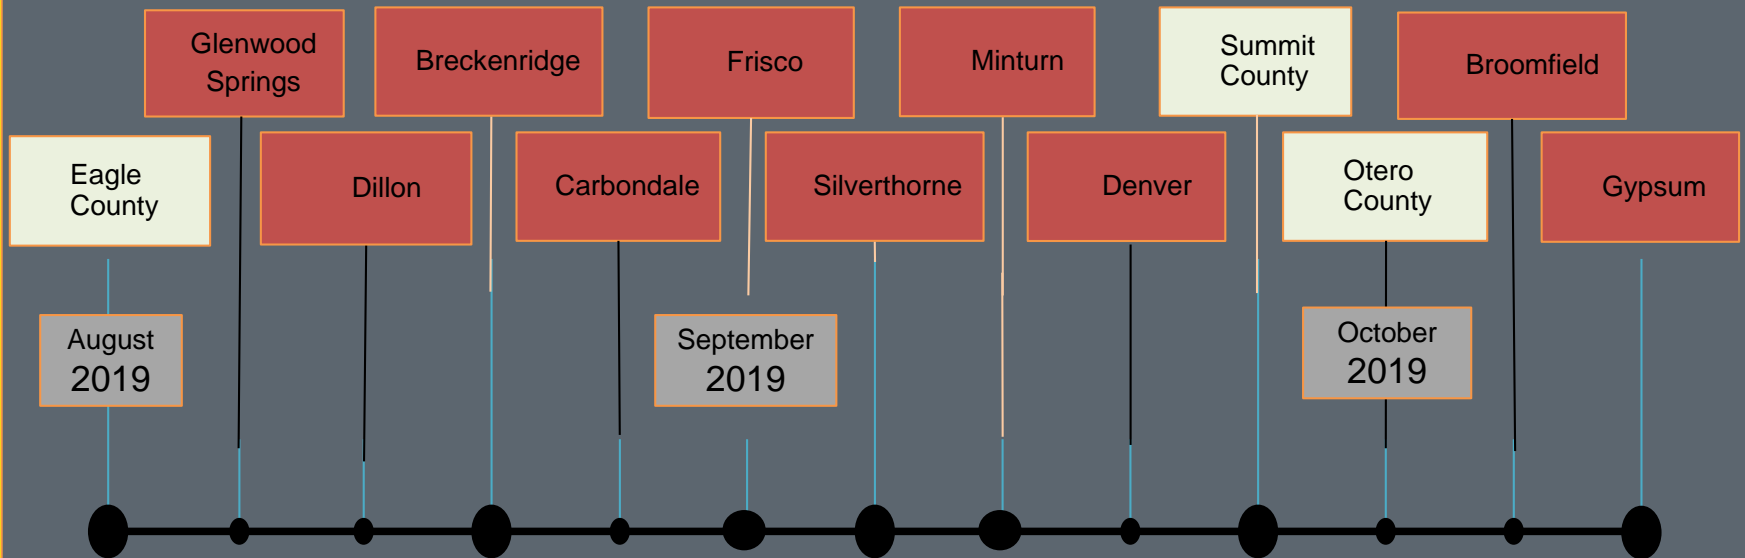 Glenwood
Springs
Breckenridge
Frisco
Minturn
Summit
County
Broomfield
Eagle
County
Dillon
Carbondale
Silverthorne
Denver
Otero
County
Gypsum
August
2019
September
2019
October
2019